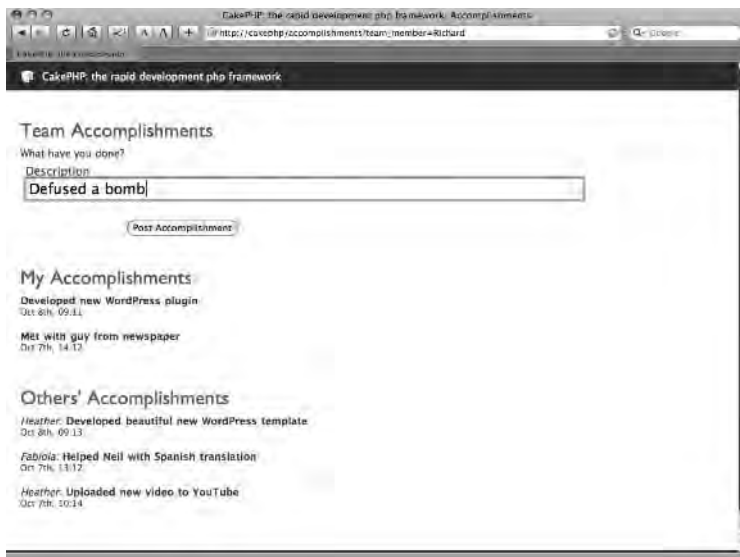 CakePHP: the rapid development php framework: Accomplishments
http://cakephp/accomplishments/team_member=Richard
CakePHP: the rapid development php framework
Team Accomplishments
What have you done?
Description
Defused a bomb
Post Accomplishment
My Accomplishments
Developed new WordPress plugin
Oct 8th, 09:11
Met with guy from newspaper
Oct 7th, 14:12
Others' Accomplishments
Heather: Developed beautiful new WordPress template
Oct 8th, 09:13
Fabiola: Helped Neil with Spanish translation
Oct 7th, 13:12
Heather: Uploaded new video to YouTube
Oct 7th, 10:14